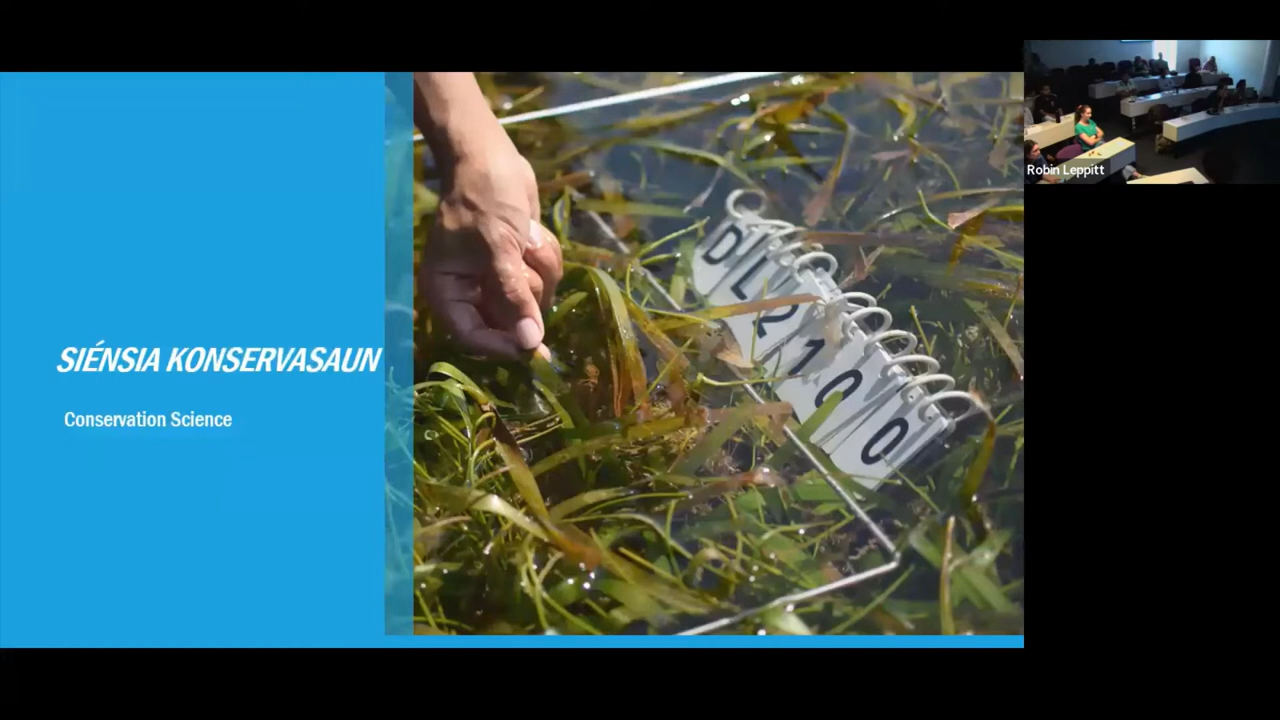 SIÉNSIA KONSERVASAUN
Conservation Science
DL2100
Robin Leppitt